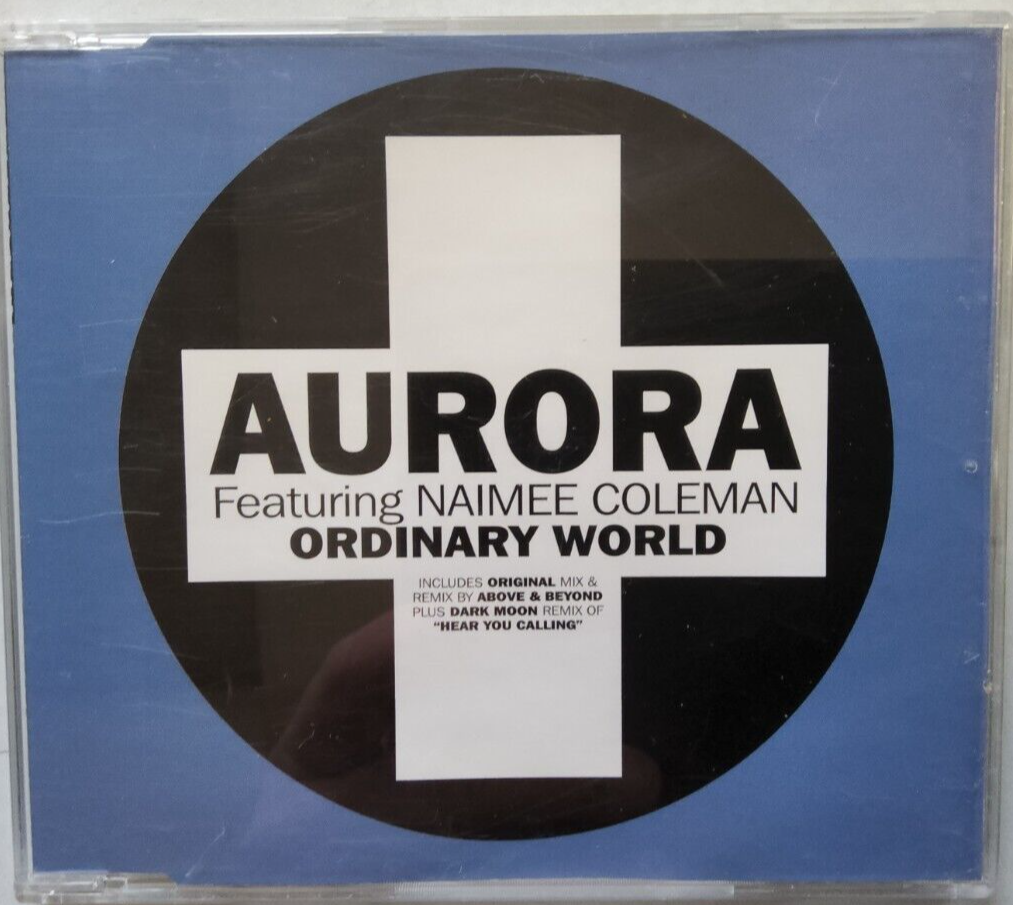 AURORA
Featuring NAIMEE COLEMAN
ORDINARY WORLD
INCLUDES ORIGINAL MIX &
REMIX BY ABOVE & BEYOND
PLUS DARK MOON REMIX OF
"HEAR YOU CALLING"